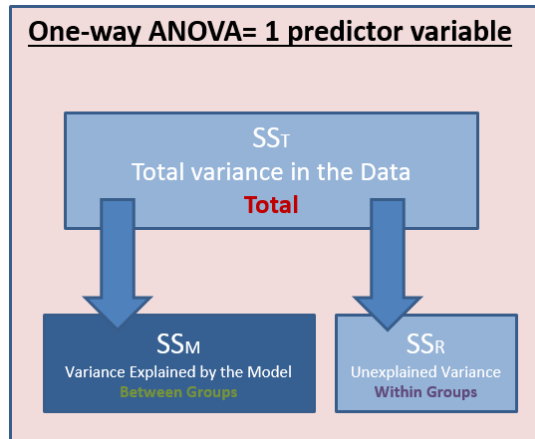 One-way ANOVA= 1 predictor variable
SST
Total variance in the Data
Total
SSM
Variance Explained by the Model
Between Groups
SSR
Unexplained Variance
Within Groups